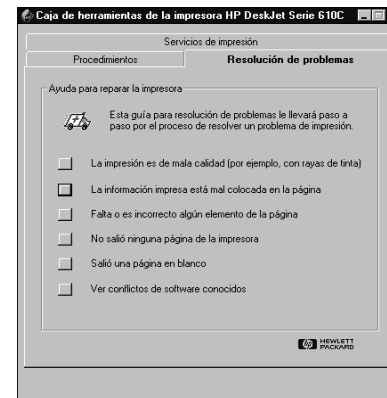 Caja de herramientas de la impresora HP DeskJet Serie 610C
Servicios de impresión
Procedimientos
Resolución de problemas
Ayuda para reparar la impresora
Esta guía para resolución de problemas le llevará paso a
paso por el proceso de resolver un problema de impresión.
La impresión es de mala calidad (por ejemplo, con rayas de tinta)
La información impresa está mal colocada en la página
Falta o es incorrecto algún elemento de la página
No salió ninguna página de la impresora
Salió una página en blanco
Ver conflictos de software conocidos
hp HEWLETT
PACKARD